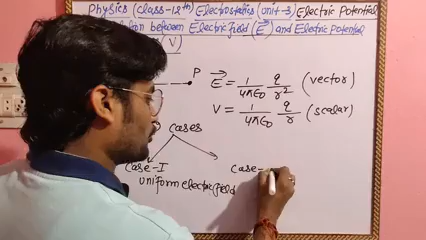 Physics (class-12th) Electrostatics (unit-3) Electric Potential
Relation between Electric field (E⃗) and Electric Potential
(V)
P
E⃗ = 1/4πε0 q/r² (vector)
V = 1/4πε0 q/r (scalar)
cases
Case-I
uniform electric field
case-